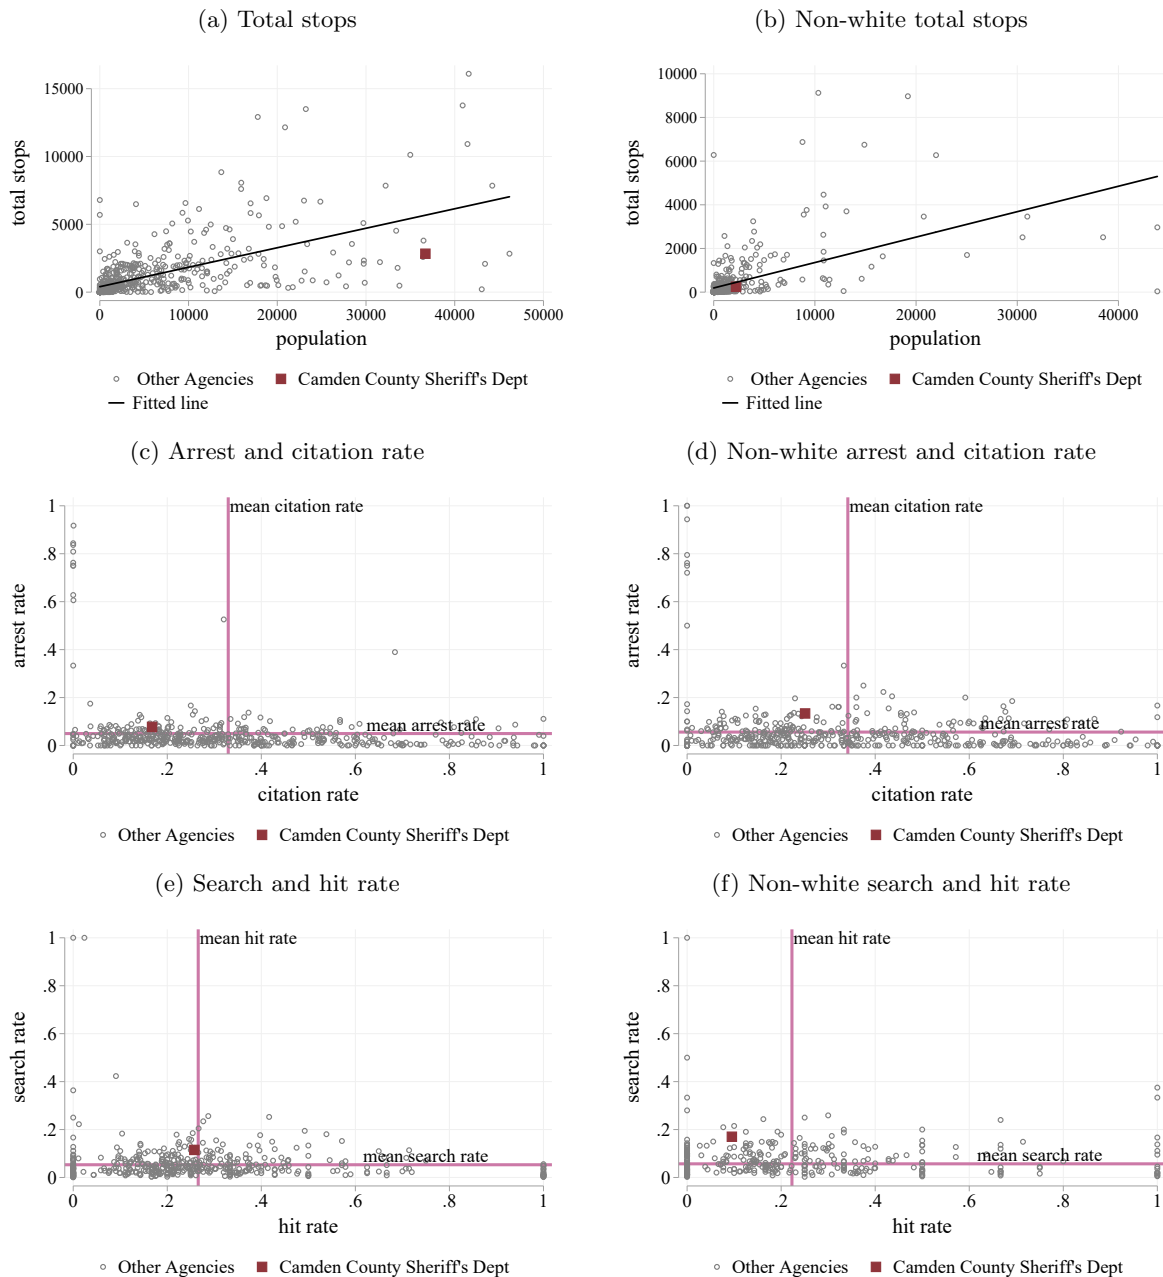 (a) Total stops
(b) Non-white total stops
15000
10000
5000
0
total stops
0 10000 20000 30000 40000 50000
population
Other Agencies Camden County Sheriff's Dept
Fitted line
10000
8000
6000
4000
2000
0
total stops
0 10000 20000 30000 40000
population
Other Agencies Camden County Sheriff's Dept
Fitted line
(c) Arrest and citation rate
(d) Non-white arrest and citation rate
mean citation rate
1
.8
.6
.4
.2
0
arrest rate
mean arrest rate
0 .2 .4 .6 .8 1
citation rate
Other Agencies Camden County Sheriff's Dept
mean citation rate
1
.8
.6
.4
.2
0
arrest rate
mean arrest rate
0 .2 .4 .6 .8 1
citation rate
Other Agencies Camden County Sheriff's Dept
(e) Search and hit rate
(f) Non-white search and hit rate
mean hit rate
1
.8
.6
.4
.2
0
search rate
mean search rate
0 .2 .4 .6 .8 1
hit rate
Other Agencies Camden County Sheriff's Dept
mean hit rate
1
.8
.6
.4
.2
0
search rate
mean search rate
0 .2 .4 .6 .8 1
hit rate
Other Agencies Camden County Sheriff's Dept